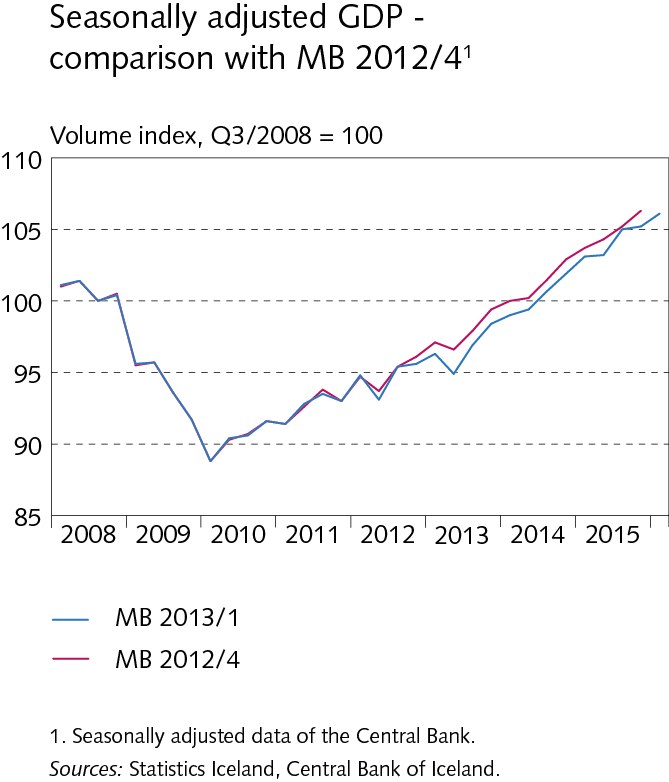 Seasonally adjusted GDP -
comparison with MB 2012/4¹
Volume index, Q3/2008 = 100
110
105
100
95
90
85
2008 2009 2010 2011 2012 2013 2014 2015
MB 2013/1
MB 2012/4
1. Seasonally adjusted data of the Central Bank.
Sources: Statistics Iceland, Central Bank of Iceland.